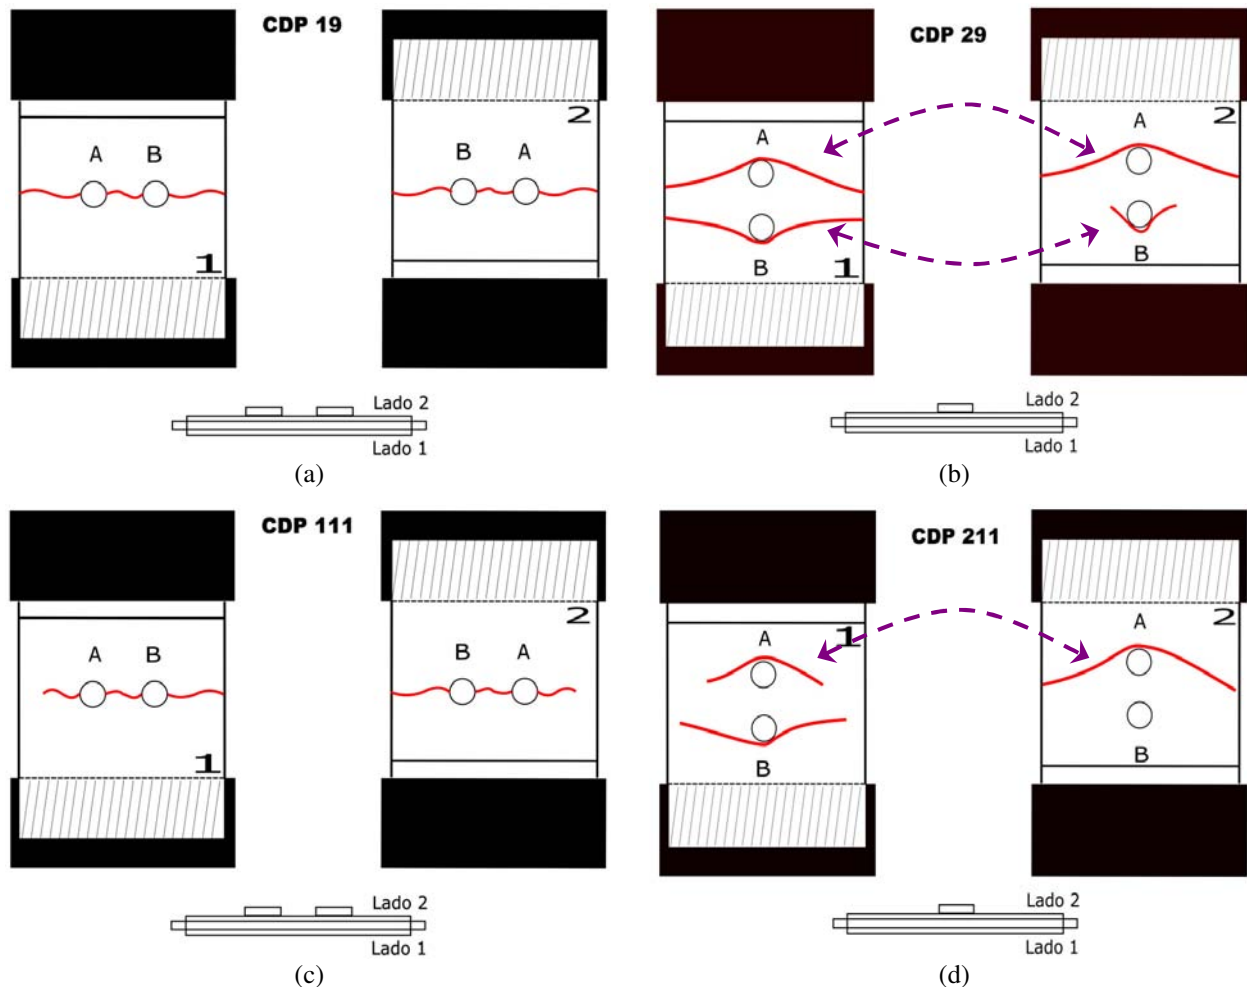 CDP 19
2
A B
B A
1
Lado 2
Lado 1
(a)
CDP 29
A
B
1
2
A
B
Lado 2
Lado 1
(b)
CDP 111
2
A B
B A
1
Lado 2
Lado 1
(c)
CDP 211
A
1
B
2
A
B
Lado 2
Lado 1
(d)